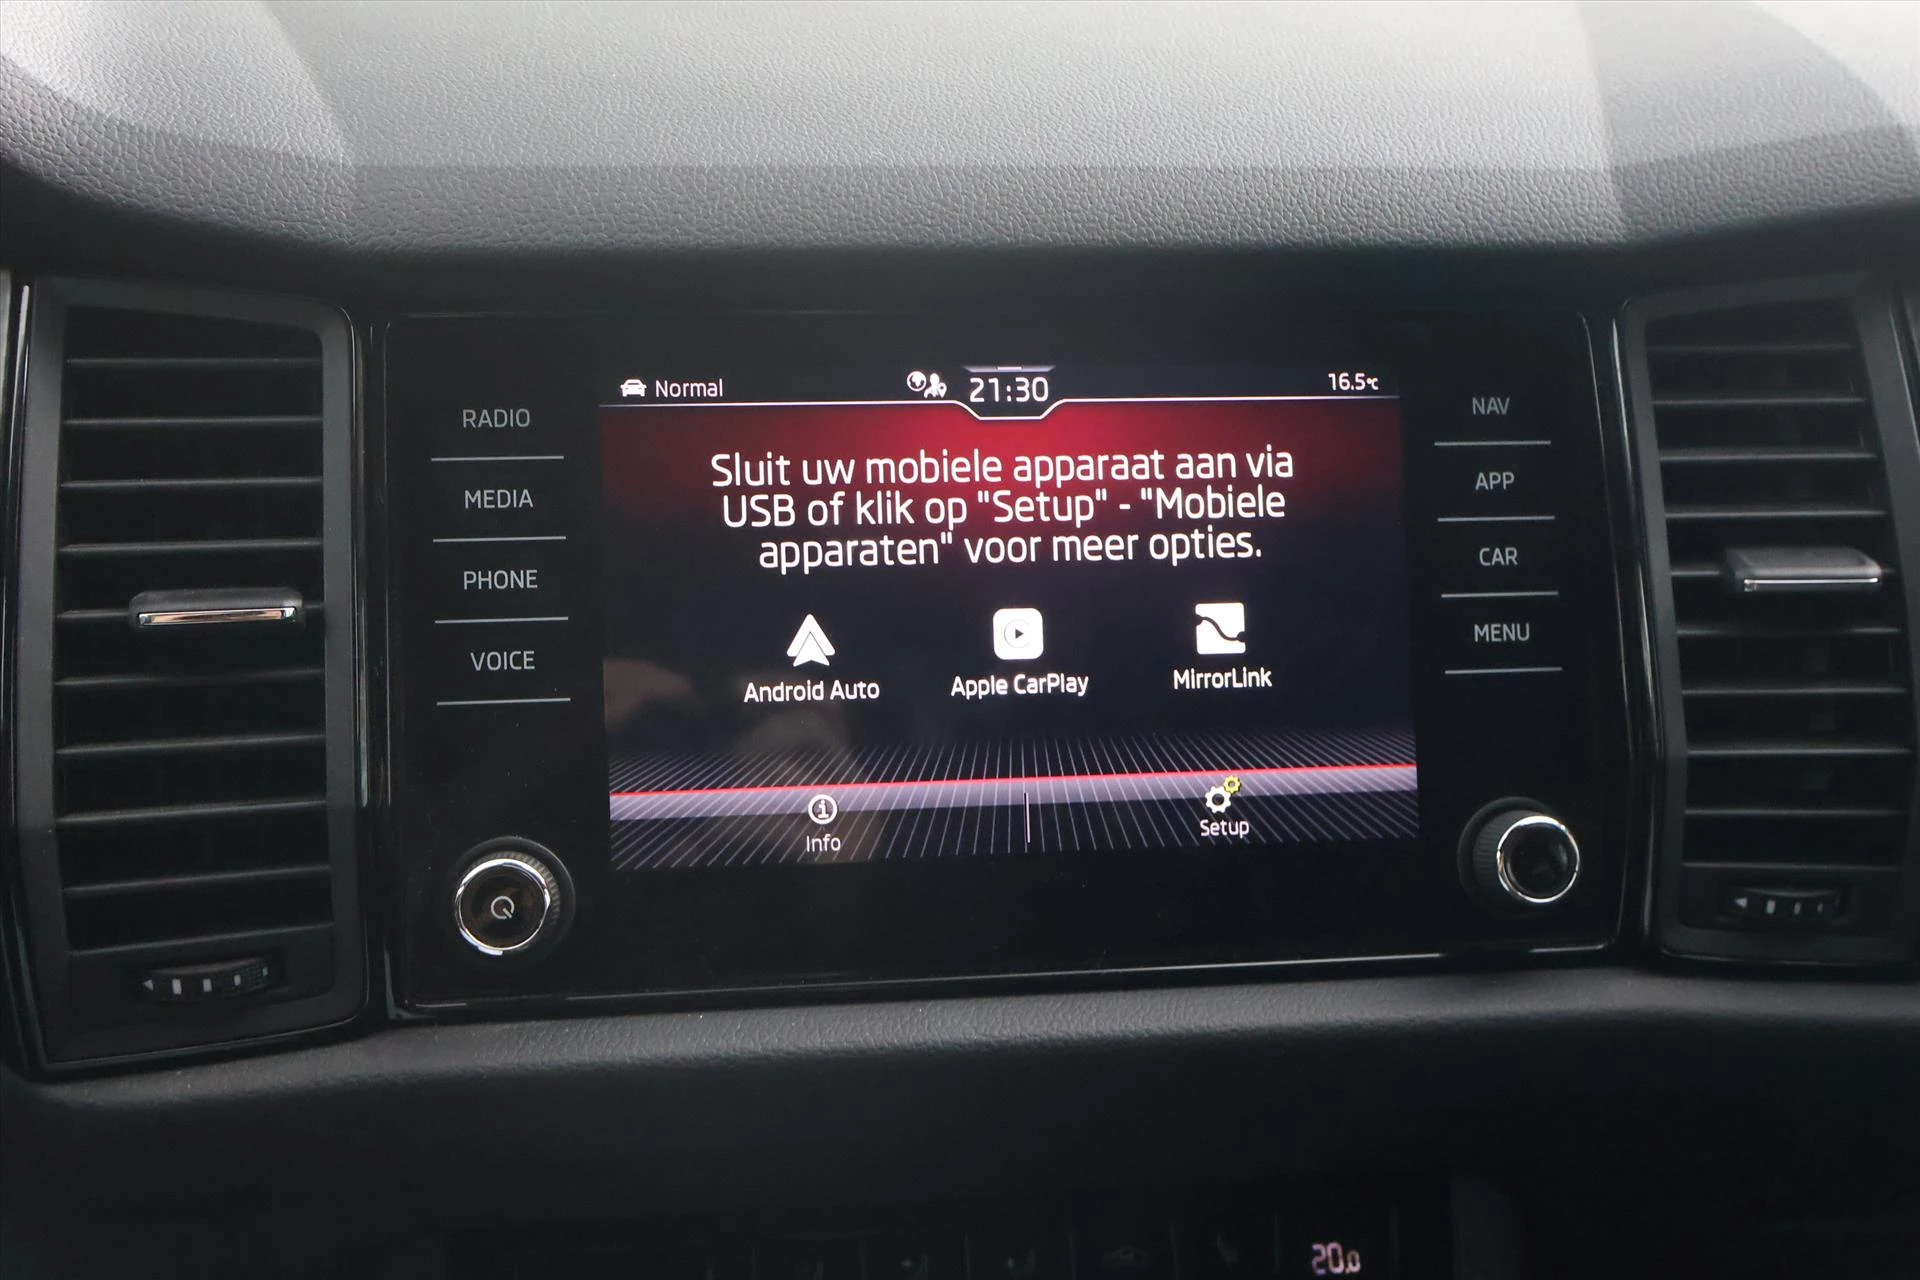 Normal
21:30
16.5°C
RADIO
MEDIA
PHONE
VOICE
Sluit uw mobiele apparaat aan via
USB of klik op "Setup" - "Mobiele
apparaten" voor meer opties.
Android Auto
Apple CarPlay
MirrorLink
Info
Setup
NAV
APP
CAR
MENU
20.0